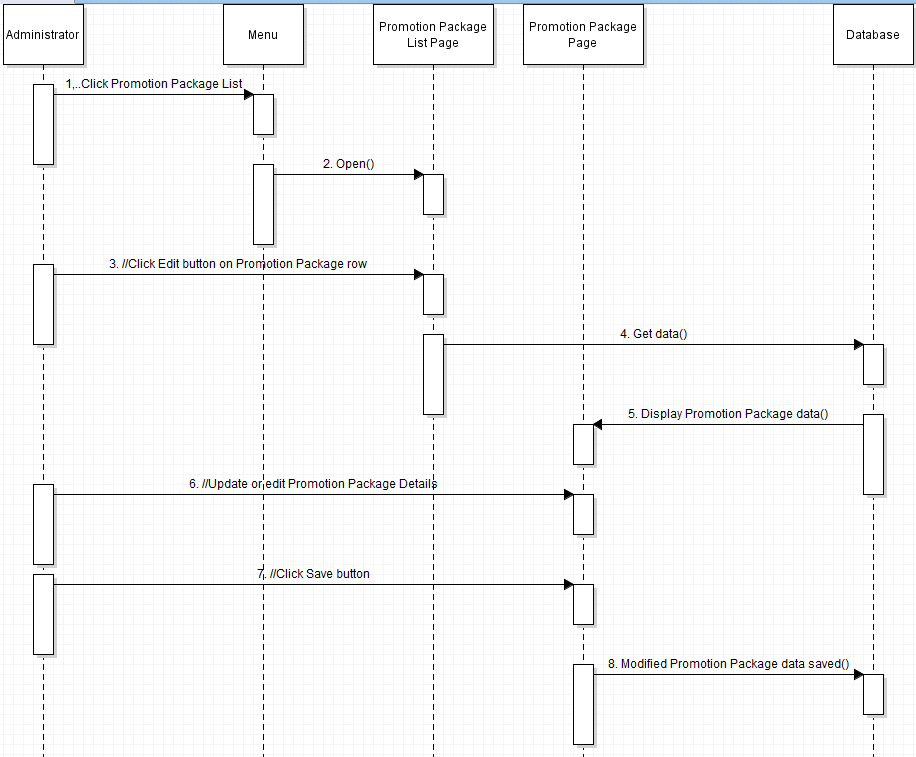 Administrator
Menu
Promotion Package
List Page
Promotion Package
Page
Database
1,..Click Promotion Package List
2. Open()
3. //Click Edit button on Promotion Package row
4. Get data()
5. Display Promotion Package data()
6. //Update or edit Promotion Package Details
7. //Click Save button
8. Modified Promotion Package data saved()